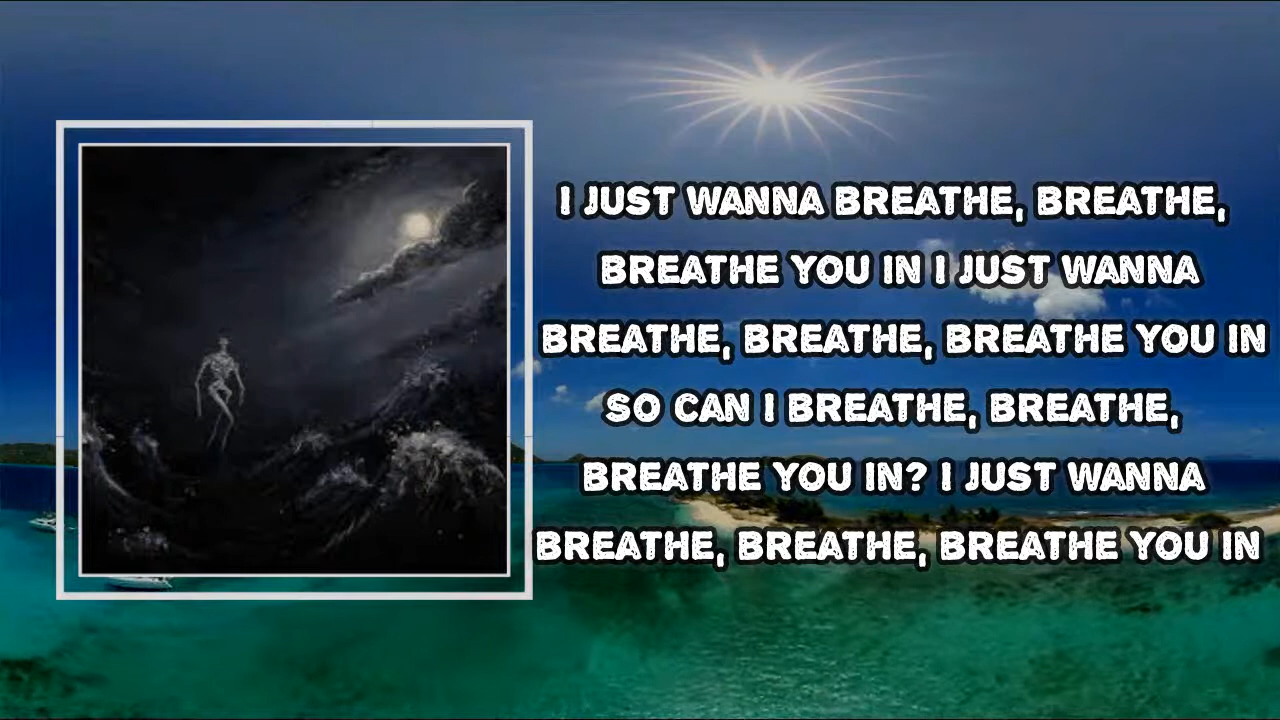 I JUST WANNA BREATHE, BREATHE,
BREATHE YOU IN I JUST WANNA
BREATHE, BREATHE, BREATHE YOU IN
SO CAN I BREATHE, BREATHE,
BREATHE YOU IN? I JUST WANNA
BREATHE, BREATHE, BREATHE YOU IN